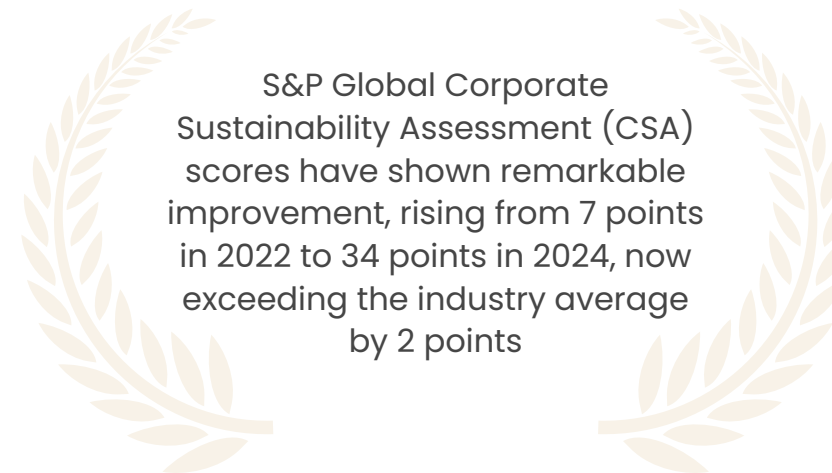 S&P Global Corporate
Sustainability Assessment (CSA)
scores have shown remarkable
improvement, rising from 7 points
in 2022 to 34 points in 2024, now
exceeding the industry average
by 2 points